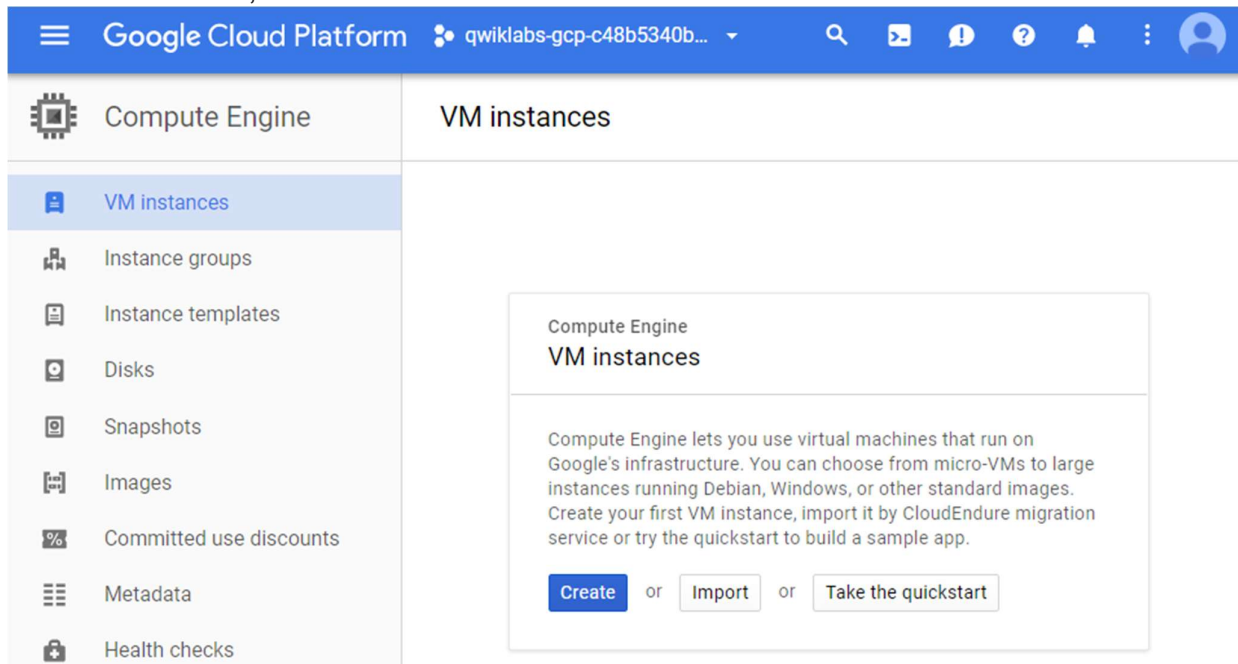 Google Cloud Platform qwiklabs-gcp-c48b5340b...
Compute Engine
VM instances
VM instances
Instance groups
Instance templates
Disks
Snapshots
Images
Committed use discounts
Metadata
Health checks
Compute Engine
VM instances
Compute Engine lets you use virtual machines that run on
Google's infrastructure. You can choose from micro-VMs to large
instances running Debian, Windows, or other standard images.
Create your first VM instance, import it by CloudEndure migration
service or try the quickstart to build a sample app.
Create or Import or Take the quickstart